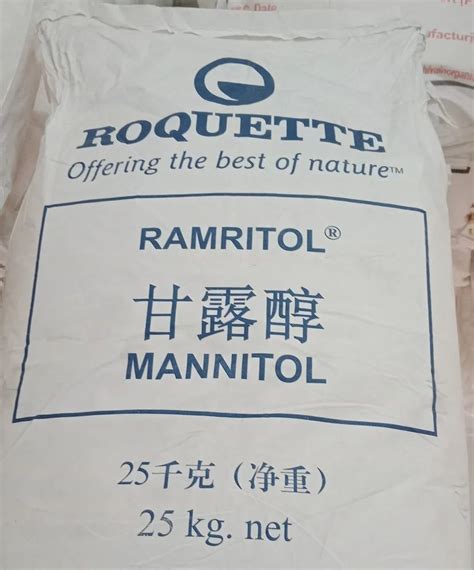 ROQUETTE
Offering the best of nature™
RAMRITOL®
甘露醇
MANNITOL
25千克（净重）
25 kg. net